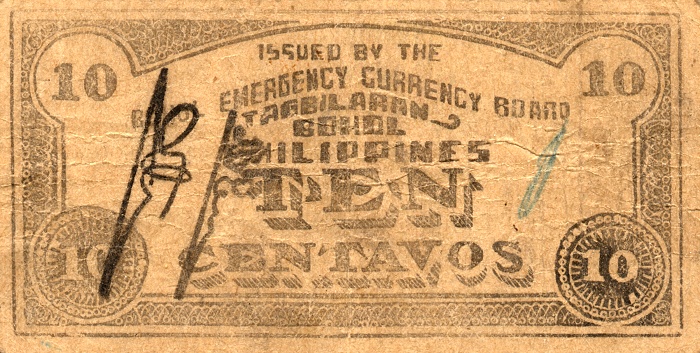 ISSUED BY THE
EMERGENCY CURRENCY BOARD
TAGBILARAN
BOHOL
PHILIPPINES
TEN
CENTAVOS
10
10
10
10